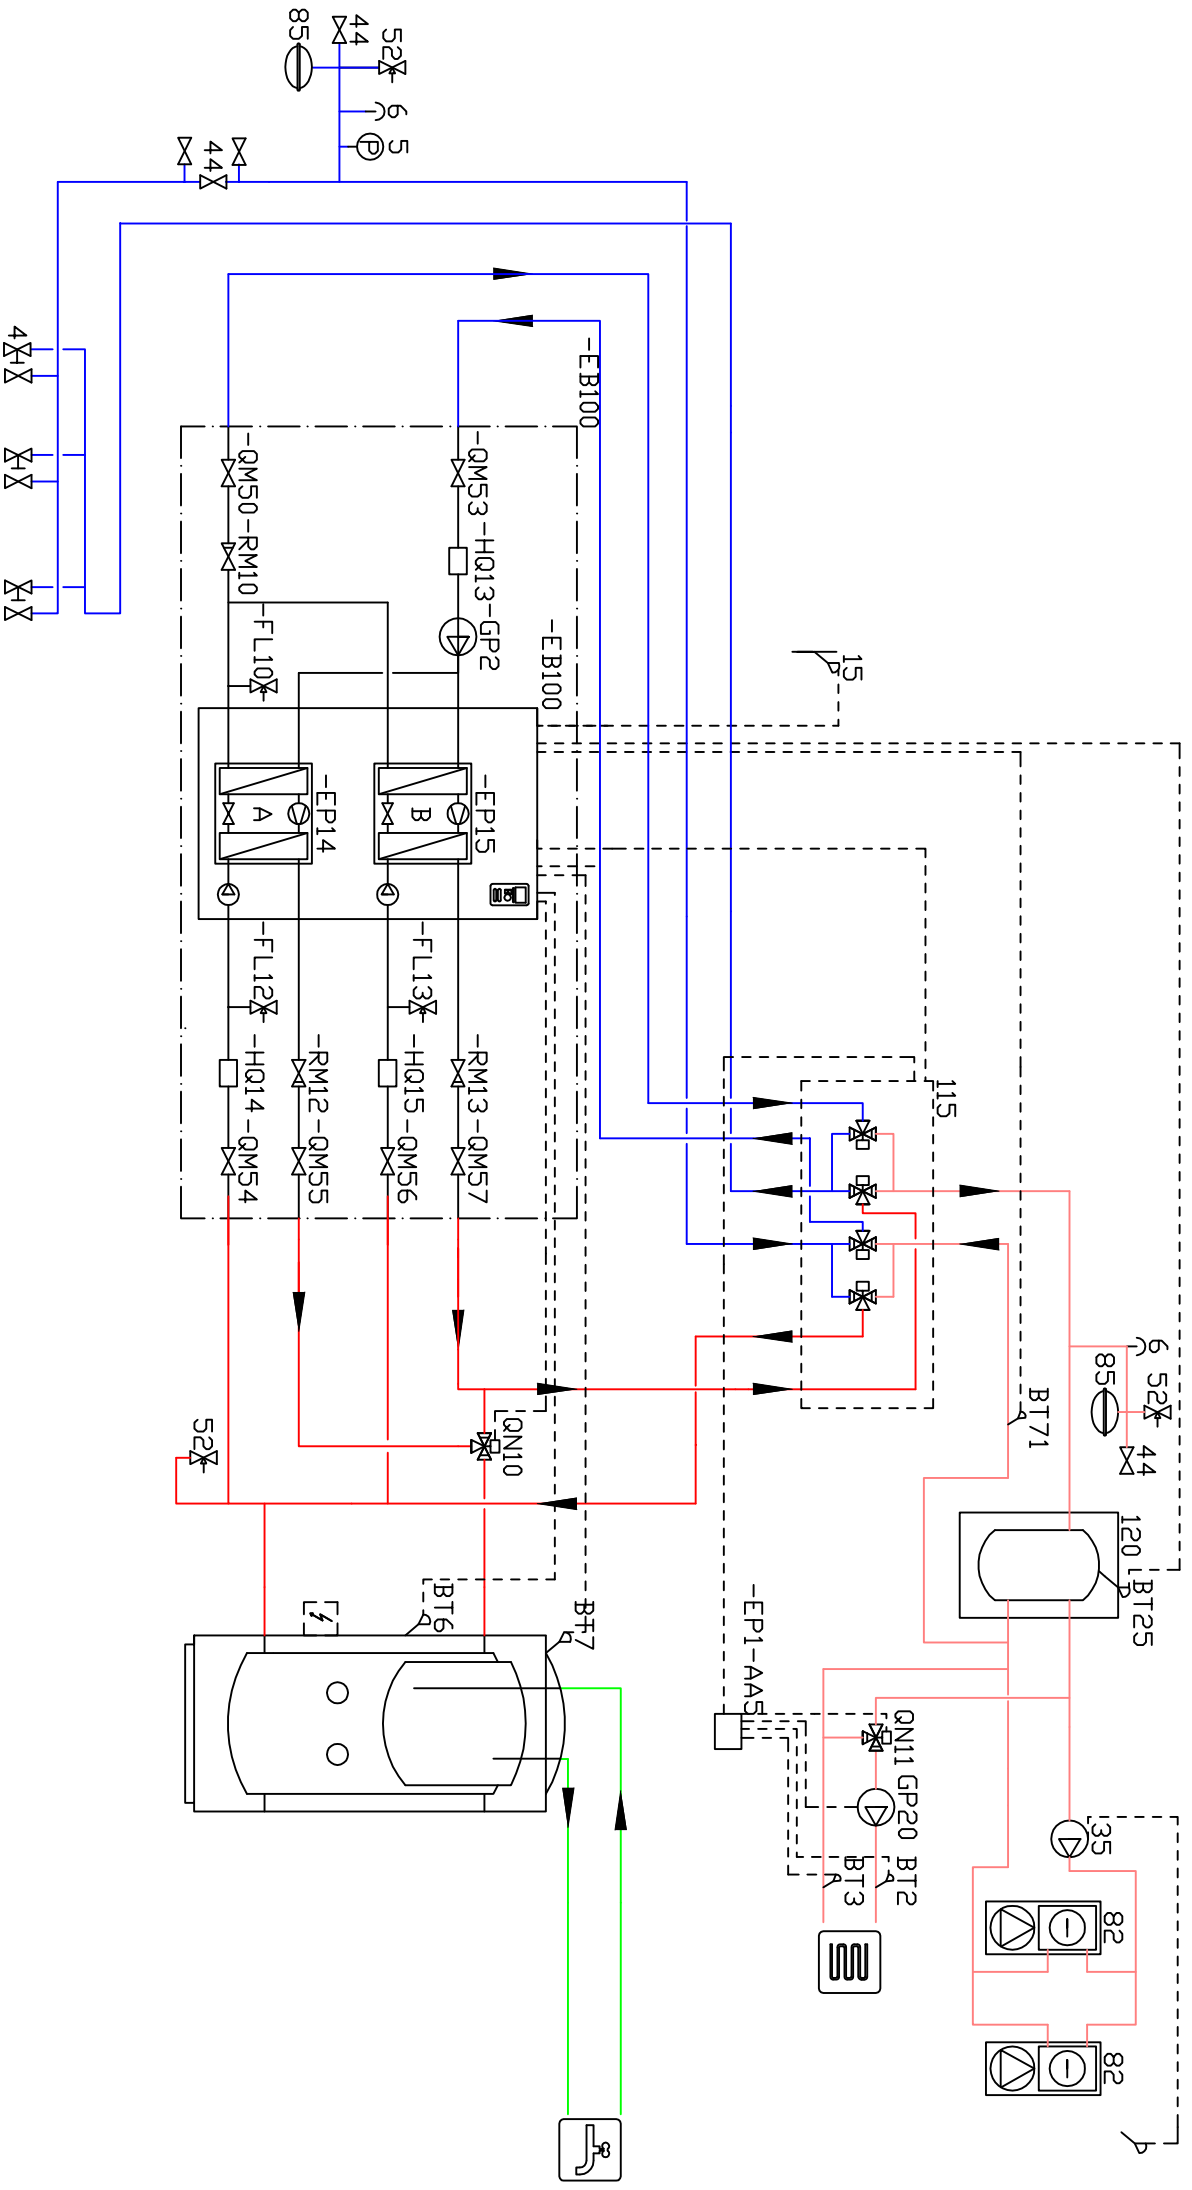 6
52
44
BT25
120
85
82
82
35
BT71
115
QN11 GP20 BT2
15
BT3
-EP1-AA5
-EB100
BT7
-EB100
QN10
-QM53-HQ13-GP2
-EP15
-RM13-QM57
BT6
B
-FL13
-HQ15-QM56
52
6
5
44
P
-EP14
-RM12-QM55
85
A
-FL10
-FL12
-QM50-RM10
-HQ14-QM54
44
52
4